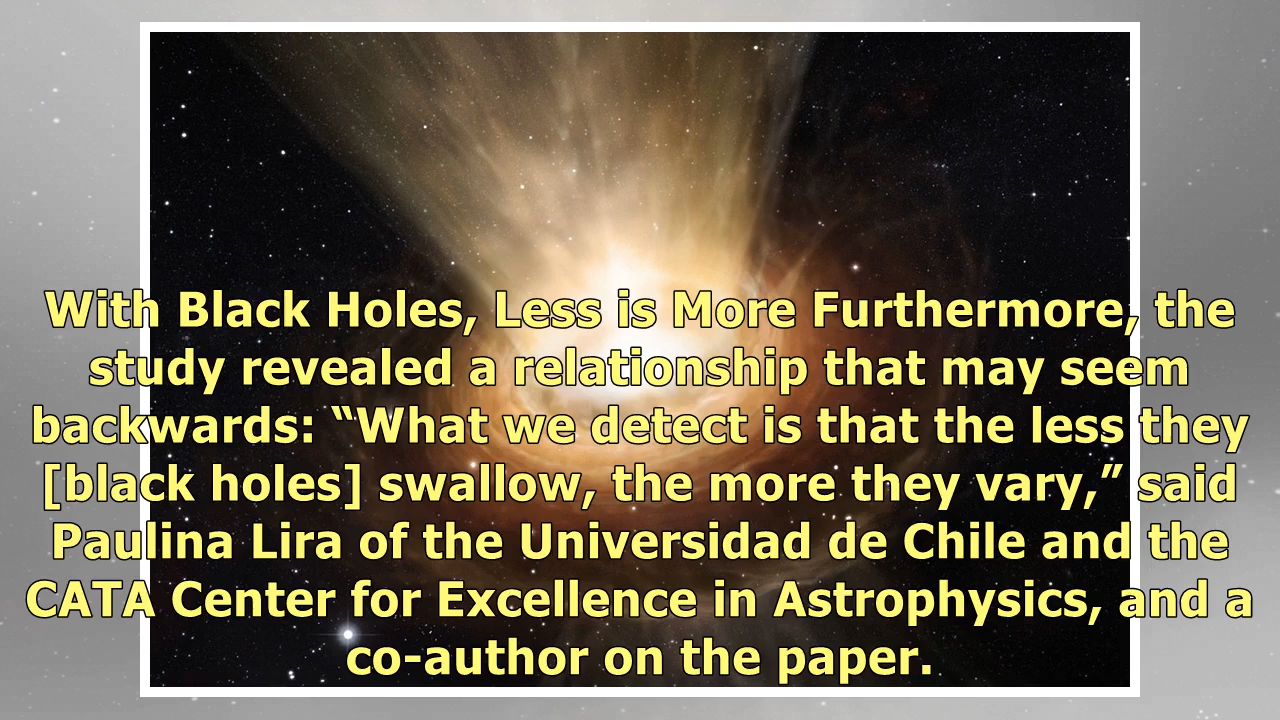 With Black Holes, Less is More Furthermore, the
study revealed a relationship that may seem
backwards: “What we detect is that the less they
[black holes] swallow, the more they vary,” said
Paulina Lira of the Universidad de Chile and the
CATA Center for Excellence in Astrophysics, and a
co-author on the paper.